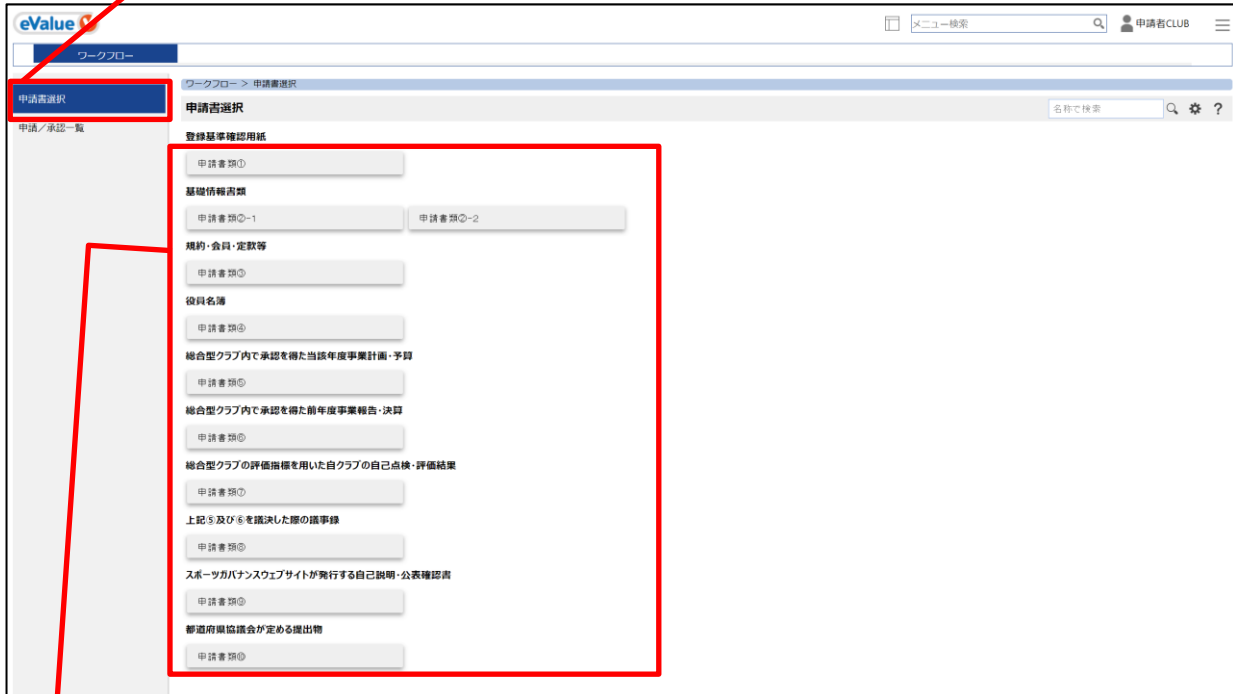 eValue
メニュー検索
申請者CLUB
ワークフロー
申請書選択
申請／承認一覧
ワークフロー > 申請書選択
申請書選択
名称で検索
?
登録基準確認用紙
申請書類①
基礎情報書類
申請書類②-1
申請書類②-2
規約・会員・定款等
申請書類③
役員名簿
申請書類④
総合型クラブ内で承認を得た当該年度事業計画・予算
申請書類⑤
総合型クラブ内で承認を得た前年度事業報告・決算
申請書類⑥
総合型クラブの評価指標を用いた自クラブの自己点検・評価結果
申請書類⑦
上記⑤及び⑥を議決した際の議事録
申請書類⑧
スポーツガバナンスウェブサイトが発行する自己説明・公表確認書
申請書類⑨
都道府県協議会が定める提出物
申請書類⑩